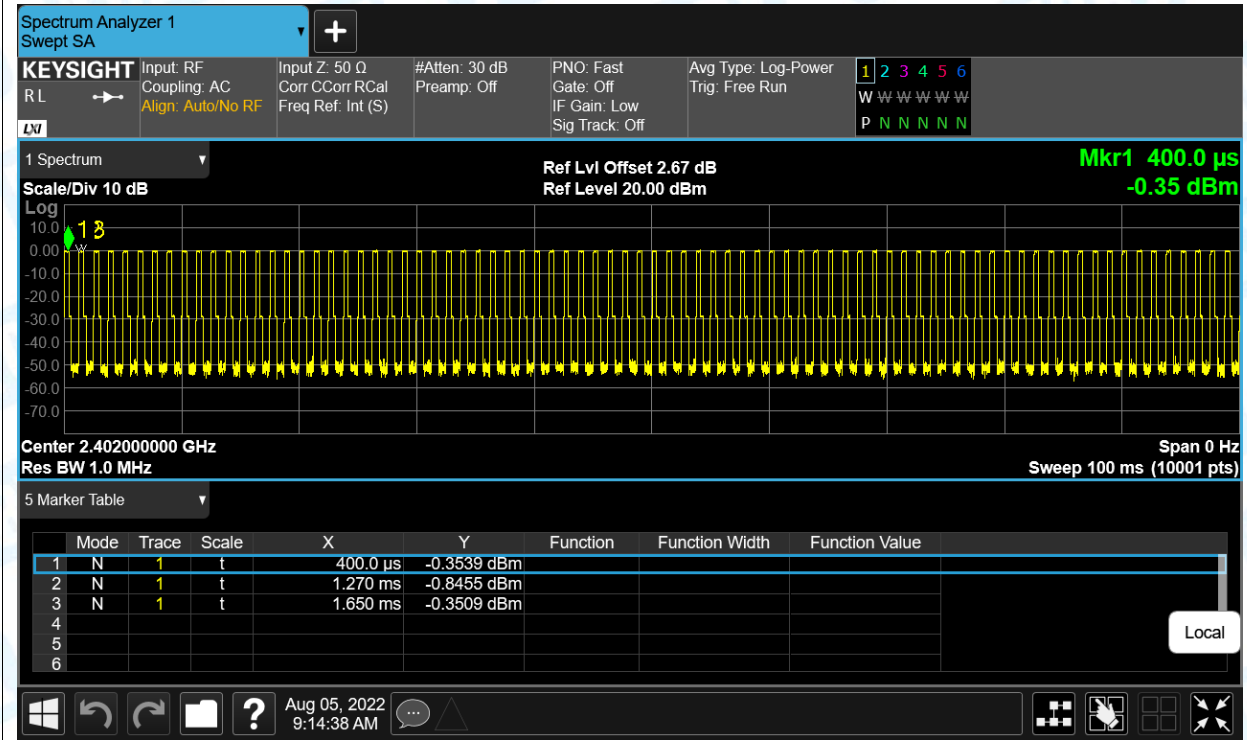 Spectrum Analyzer 1
Swept SA
KEYSIGHT
R L
LXI
Input: RF
Coupling: AC
Align: Auto/No RF
Input Z: 50 Ω
Corr CCorr RCal
Freq Ref: Int (S)
#Atten: 30 dB
Preamp: Off
PNO: Fast
Gate: Off
IF Gain: Low
Sig Track: Off
Avg Type: Log-Power
Trig: Free Run
1 2 3 4 5 6
W W W W W W
P N N N N N
1 Spectrum
Scale/Div 10 dB
Ref Lvl Offset 2.67 dB
Ref Level 20.00 dBm
Mkr1 400.0 µs
-0.35 dBm
Log
10.0
0.00
-10.0
-20.0
-30.0
-40.0
-50.0
-60.0
-70.0
1 3
Center 2.402000000 GHz
Res BW 1.0 MHz
Span 0 Hz
Sweep 100 ms (10001 pts)
5 Marker Table
Mode Trace Scale X Y Function Function Width Function Value
1 N 1 t 400.0 µs -0.3539 dBm
2 N 1 t 1.270 ms -0.8455 dBm
3 N 1 t 1.650 ms -0.3509 dBm
4
5
6
Local
?
Aug 05, 2022
9:14:38 AM